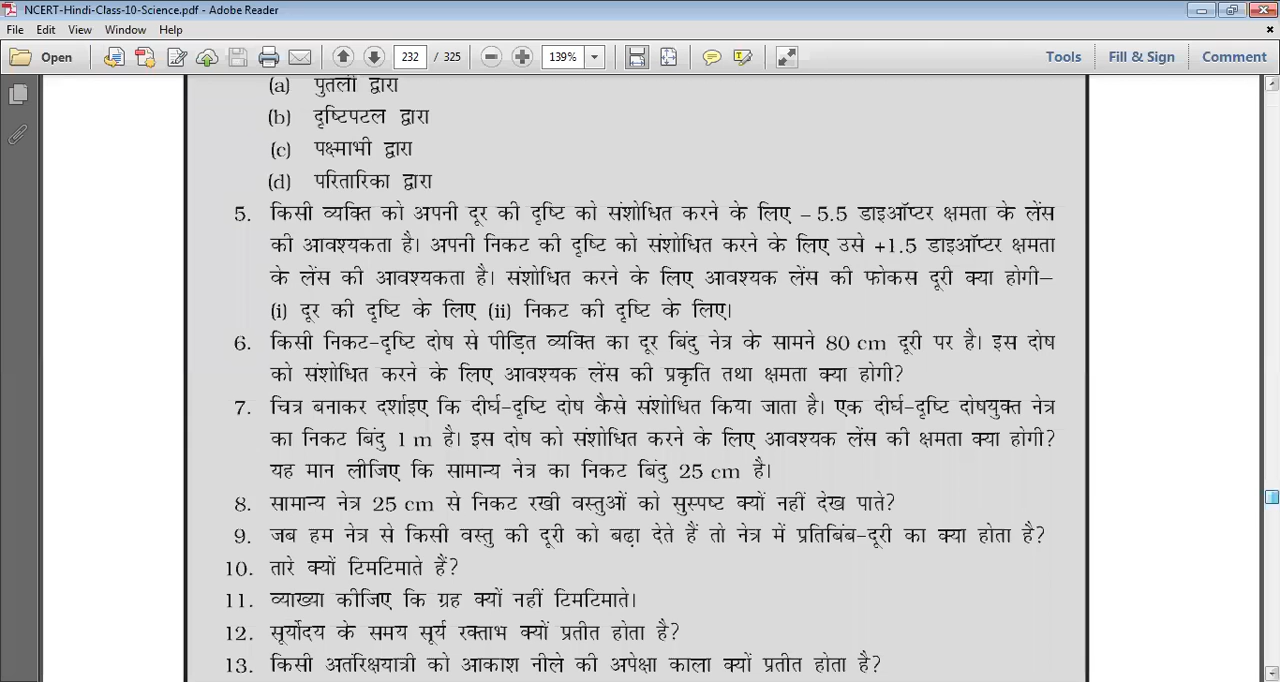 NCERT-Hindi-Class-10-Science.pdf - Adobe Reader
File Edit View Window Help
Open 232 / 325 139% Tools Fill & Sign Comment
(a) पुतली द्वारा
(b) दृष्टिपटल द्वारा
(c) पक्ष्माभी द्वारा
(d) परितारिका द्वारा
5. किसी व्यक्ति को अपनी दूर की दृष्टि को संशोधित करने के लिए – 5.5 डाइऑप्टर क्षमता के लेंस
की आवश्यकता है। अपनी निकट की दृष्टि को संशोधित करने के लिए उसे +1.5 डाइऑप्टर क्षमता
के लेंस की आवश्यकता है। संशोधित करने के लिए आवश्यक लेंस की फोकस दूरी क्या होगी–
(i) दूर की दृष्टि के लिए (ii) निकट की दृष्टि के लिए।
6. किसी निकट-दृष्टि दोष से पीड़ित व्यक्ति का दूर बिंदु नेत्र के सामने 80 cm दूरी पर है। इस दोष
को संशोधित करने के लिए आवश्यक लेंस की प्रकृति तथा क्षमता क्या होगी?
7. चित्र बनाकर दर्शाइए कि दीर्घ-दृष्टि दोष कैसे संशोधित किया जाता है। एक दीर्घ-दृष्टि दोषयुक्त नेत्र
का निकट बिंदु 1 m है। इस दोष को संशोधित करने के लिए आवश्यक लेंस की क्षमता क्या होगी?
यह मान लीजिए कि सामान्य नेत्र का निकट बिंदु 25 cm है।
8. सामान्य नेत्र 25 cm से निकट रखी वस्तुओं को सुस्पष्ट क्यों नहीं देख पाते?
9. जब हम नेत्र से किसी वस्तु की दूरी को बढ़ा देते हैं तो नेत्र में प्रतिबिंब-दूरी का क्या होता है?
10. तारे क्यों टिमटिमाते हैं?
11. व्याख्या कीजिए कि ग्रह क्यों नहीं टिमटिमाते।
12. सूर्योदय के समय सूर्य रक्ताभ क्यों प्रतीत होता है?
13. किसी अतंरिक्षयात्री को आकाश नीले की अपेक्षा काला क्यों प्रतीत होता है?